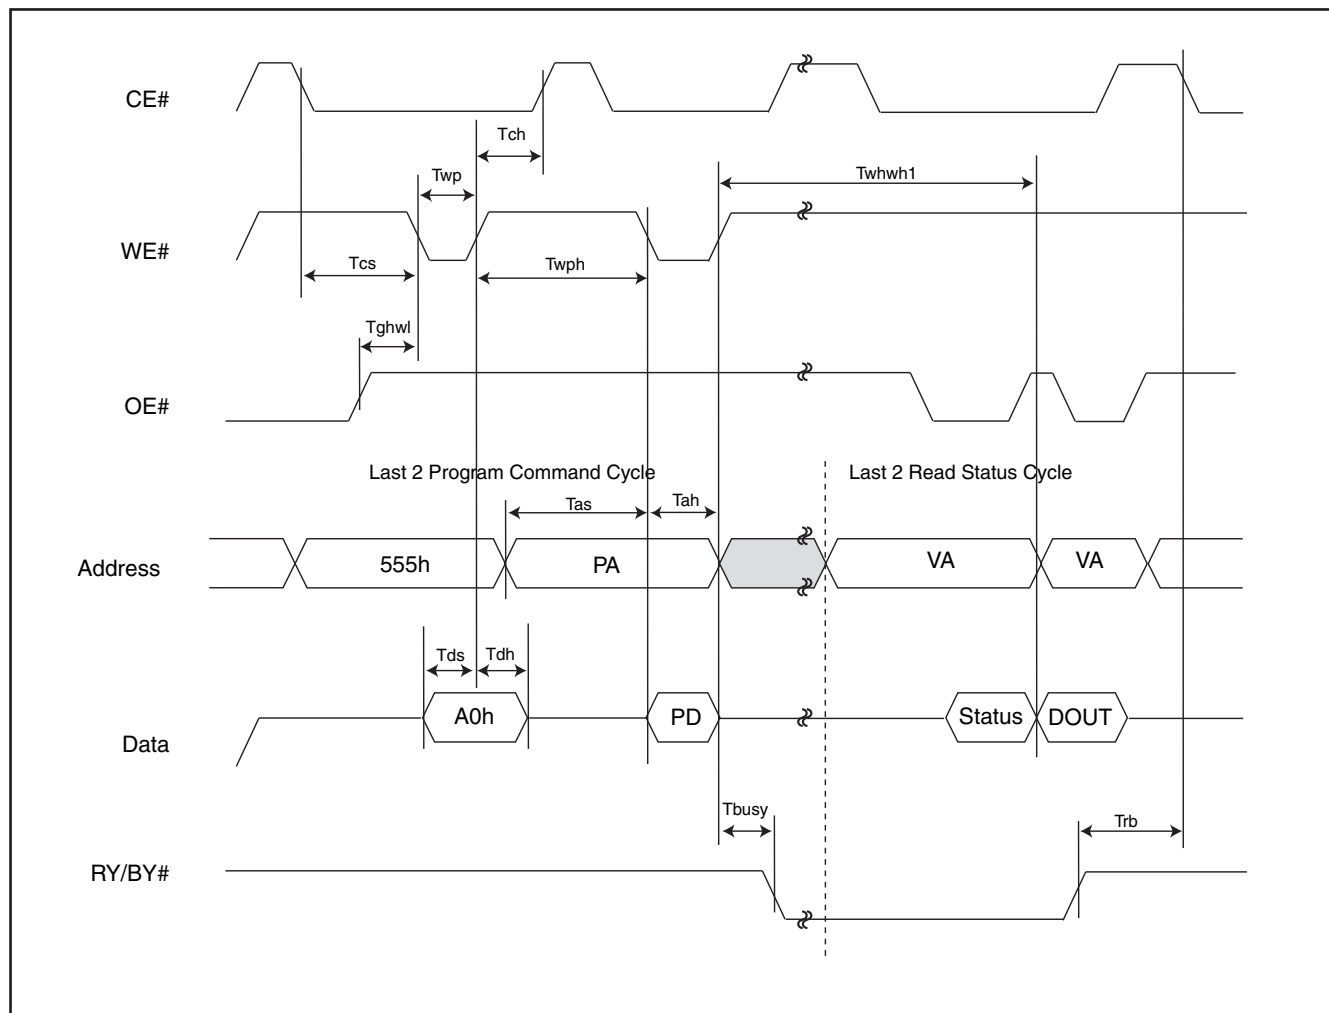 CE#
Tch
Twhwh1
Twp
WE#
Tcs
Twph
Tghwl
OE#
Last 2 Program Command Cycle
Last 2 Read Status Cycle
Tas
Tah
Address
555h
PA
VA
VA
Tds
Tdh
A0h
PD
Status
DOUT
Data
Tbusy
Trb
RY/BY#